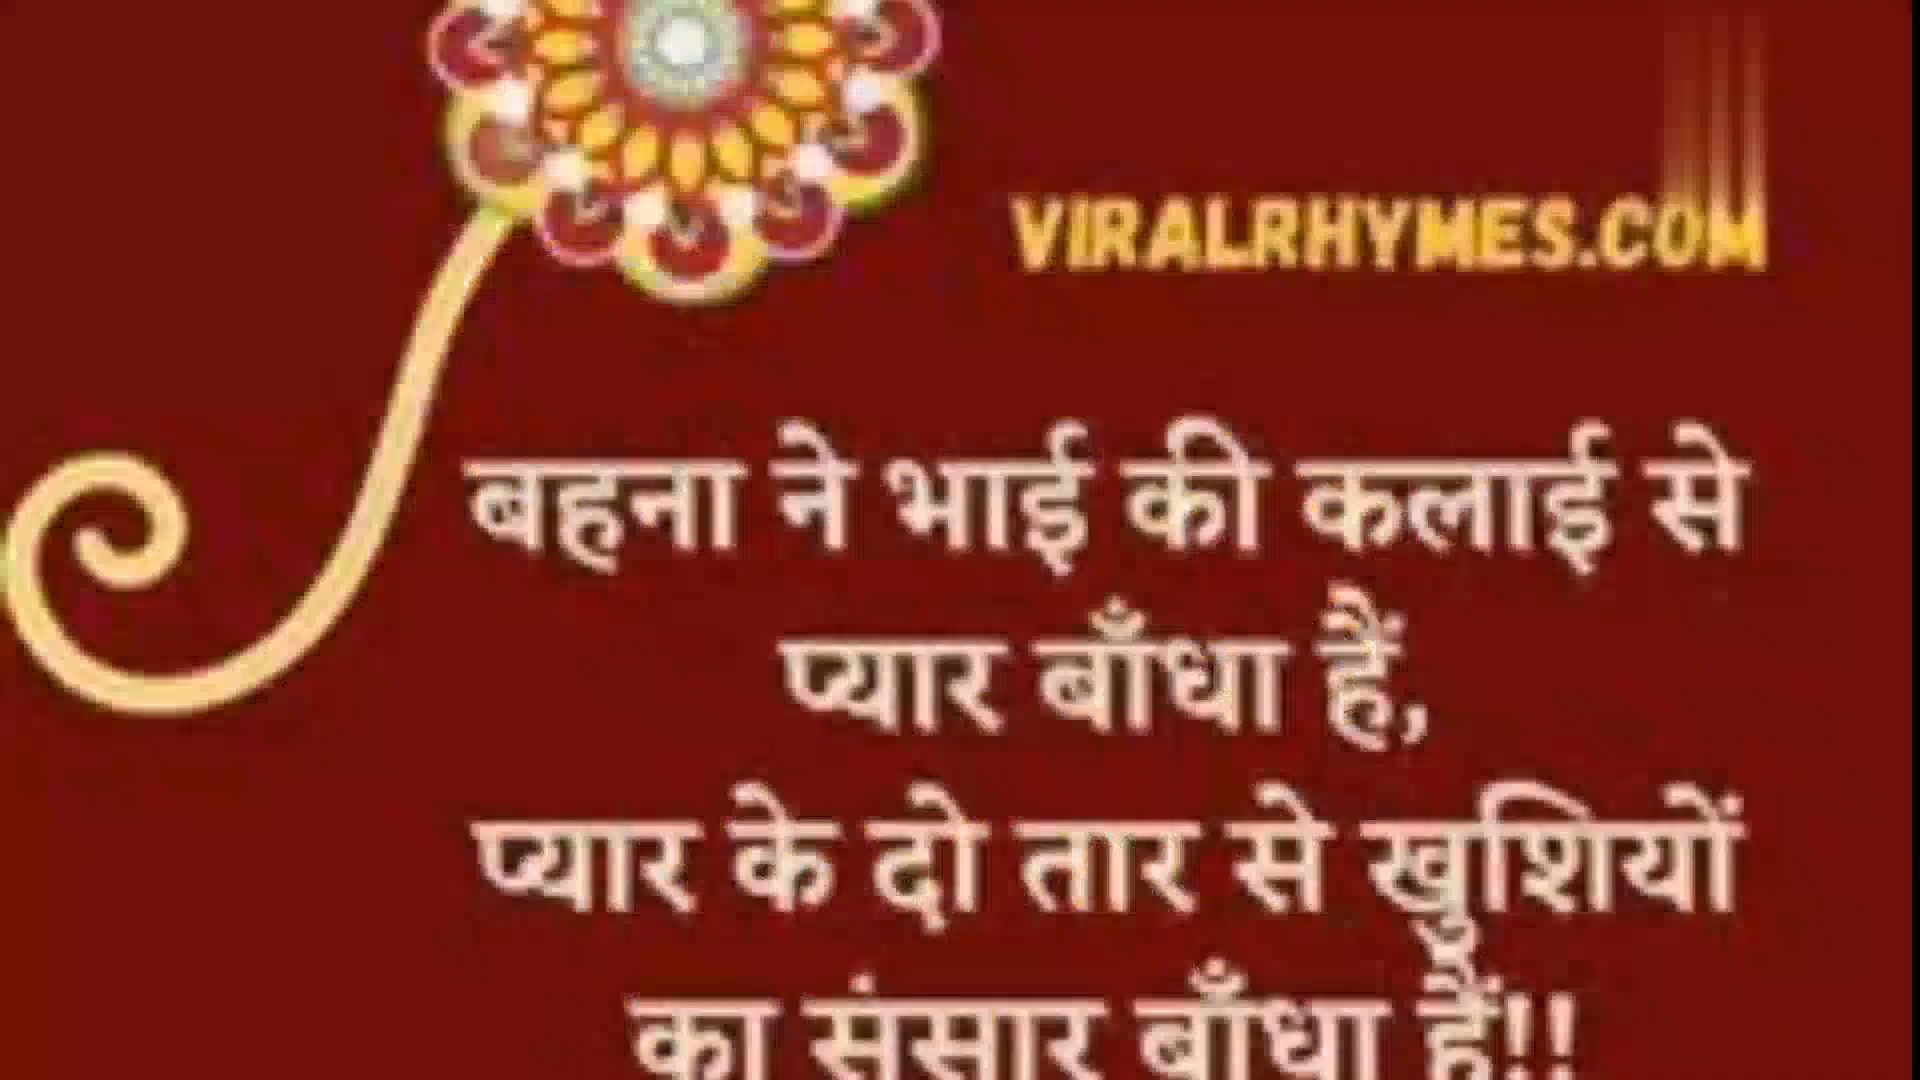 VIRALRHYMES.COM
बहना ने भाई की कलाई से
प्यार बाँधा हैं,
प्यार के दो तार से खुशियों
का संसार बाँधा हैं!!